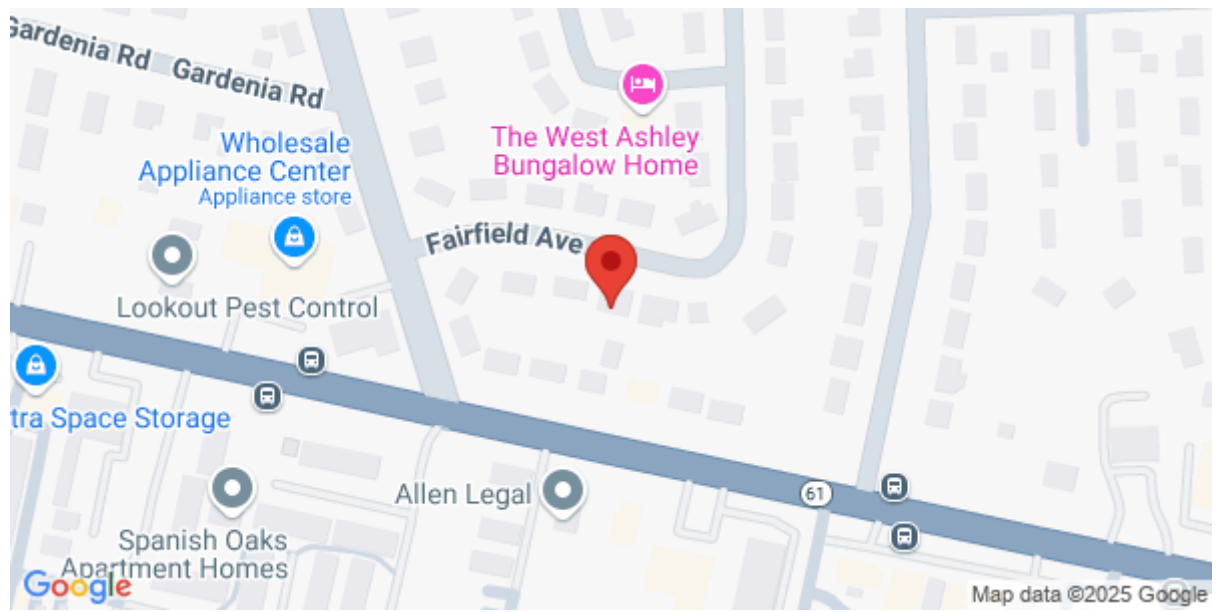 Gardenia Rd
Gardenia Rd
The West Ashley
Bungalow Home
Wholesale
Appliance Center
Appliance store
Fairfield Ave
Lookout Pest Control
tra Space Storage
Allen Legal
61
Spanish Oaks
Apartment Homes
Google
Map data ©2025 Google